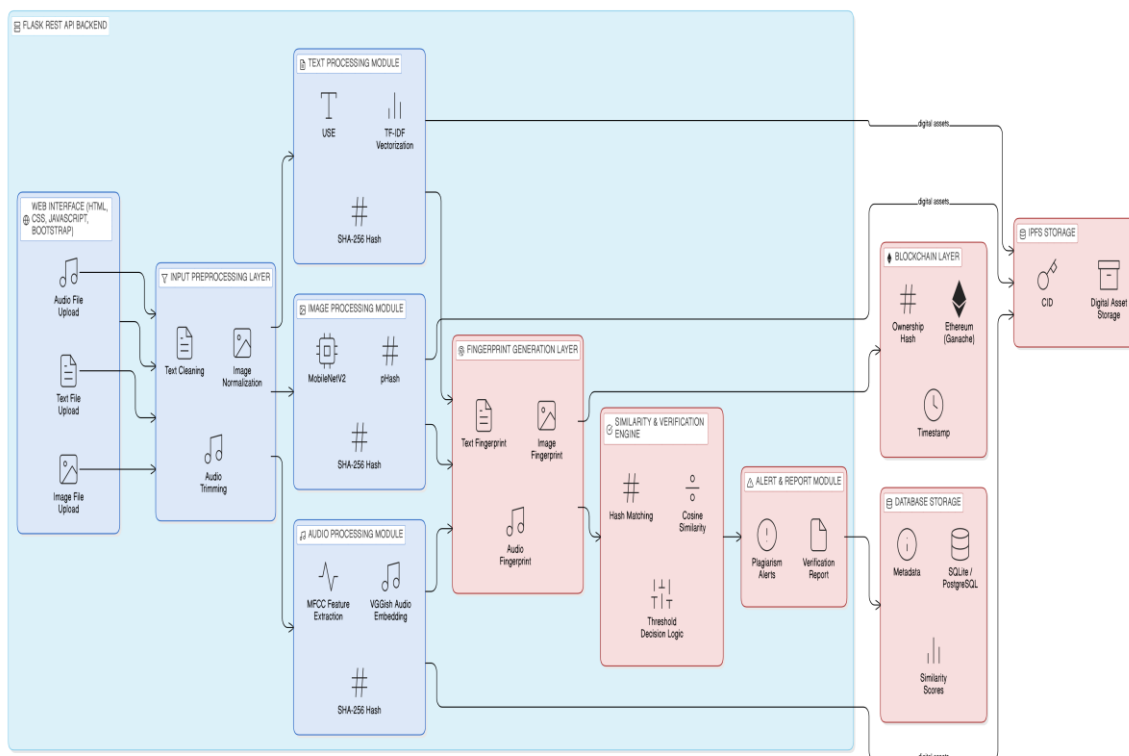 FLASK REST API BACKEND
WEB INTERFACE (HTML,
CSS, JAVASCRIPT,
BOOTSTRAP)
Audio File
Upload
Text File
Upload
Image File
Upload
INPUT PREPROCESSING LAYER
Text Cleaning
Image
Normalization
Audio
Trimming
TEXT PROCESSING MODULE
USE
TF-IDF
Vectorization
SHA-256 Hash
IMAGE PROCESSING MODULE
MobileNetV2
pHash
SHA-256 Hash
AUDIO PROCESSING MODULE
MFCC Feature
Extraction
VGGish Audio
Embedding
SHA-256 Hash
FINGERPRINT GENERATION LAYER
Text Fingerprint
Image
Fingerprint
Audio
Fingerprint
SIMILARITY & VERIFICATION
ENGINE
Hash Matching
Cosine
Similarity
Threshold
Decision Logic
ALERT & REPORT MODULE
Plagiarism
Alerts
Verification
Report
digital assets
digital assets
digital assets
BLOCKCHAIN LAYER
Ownership
Hash
Ethereum
(Ganache)
Timestamp
DATABASE STORAGE
Metadata
SQLite /
PostgreSQL
Similarity
Scores
IPFS STORAGE
CID
Digital Asset
Storage